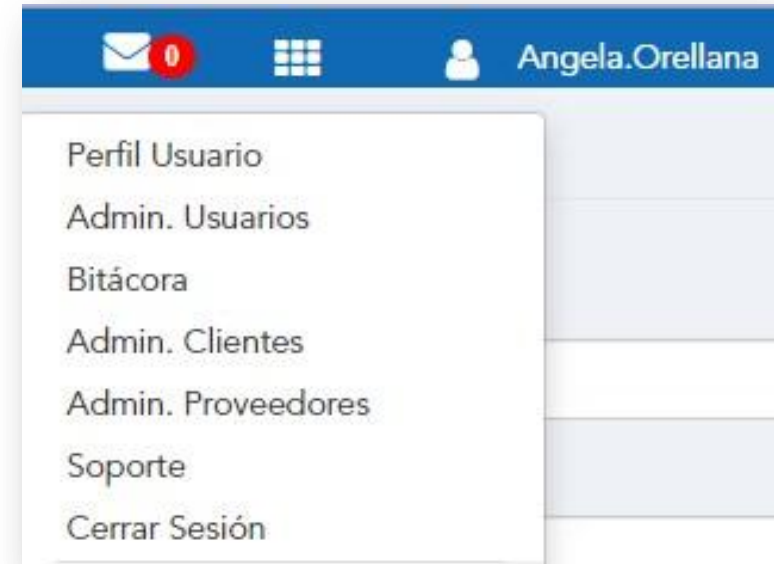 0
Angela.Orellana
Perfil Usuario
Admin. Usuarios
Bitácora
Admin. Clientes
Admin. Proveedores
Soporte
Cerrar Sesión